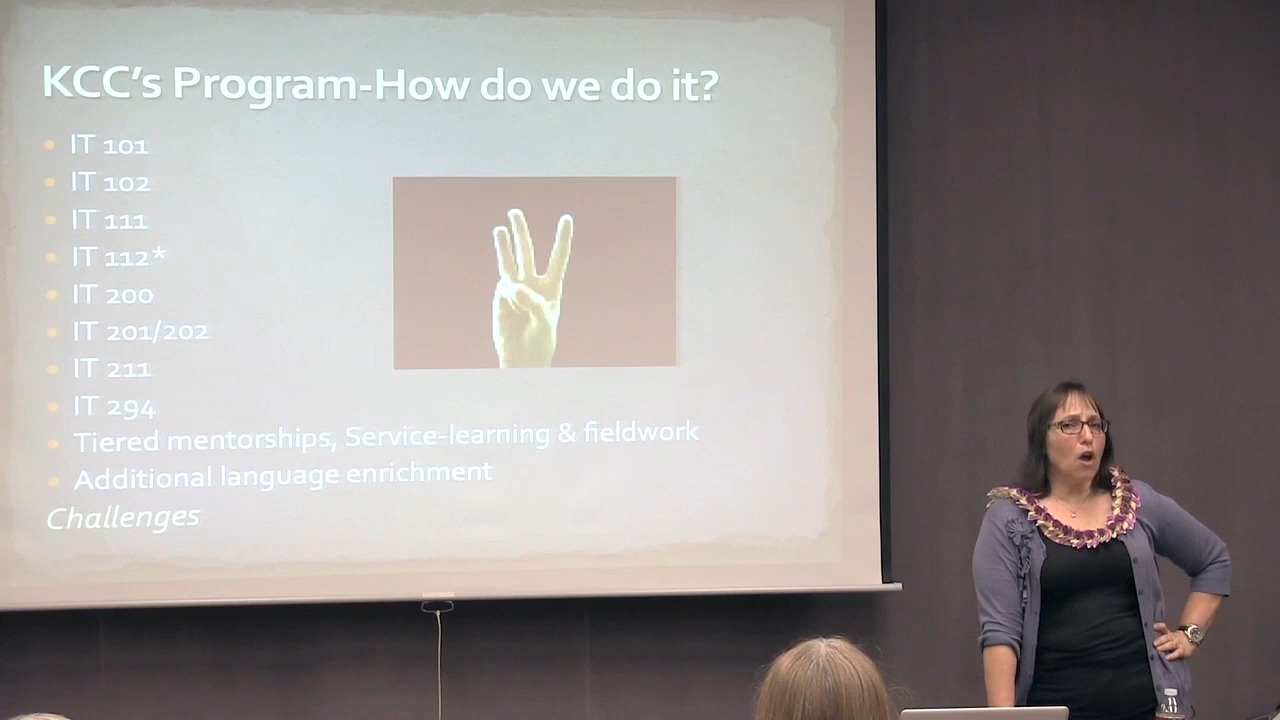 KCC's Program-How do we do it?
IT 101
IT 102
IT 111
IT 112*
IT 200
IT 201/202
IT 211
IT 294
Tiered mentorships, Service-learning & fieldwork
Additional language enrichment
Challenges